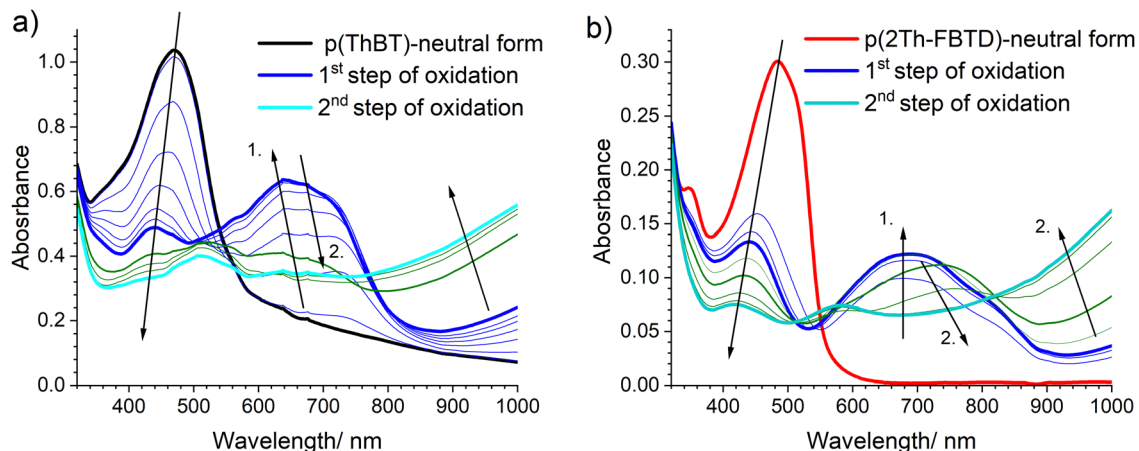 a)
p(ThBT)-neutral form
1st step of oxidation
2nd step of oxidation
1.
2.
Abosrbance
1.0
0.8
0.6
0.4
0.2
0.0
400 500 600 700 800 900 1000
Wavelength/ nm
b)
p(2Th-FBTD)-neutral form
1st step of oxidation
2nd step of oxidation
1.
2.
2.
Abosrbance
0.30
0.25
0.20
0.15
0.10
0.05
0.00
400 500 600 700 800 900 1000
Wavelength/ nm